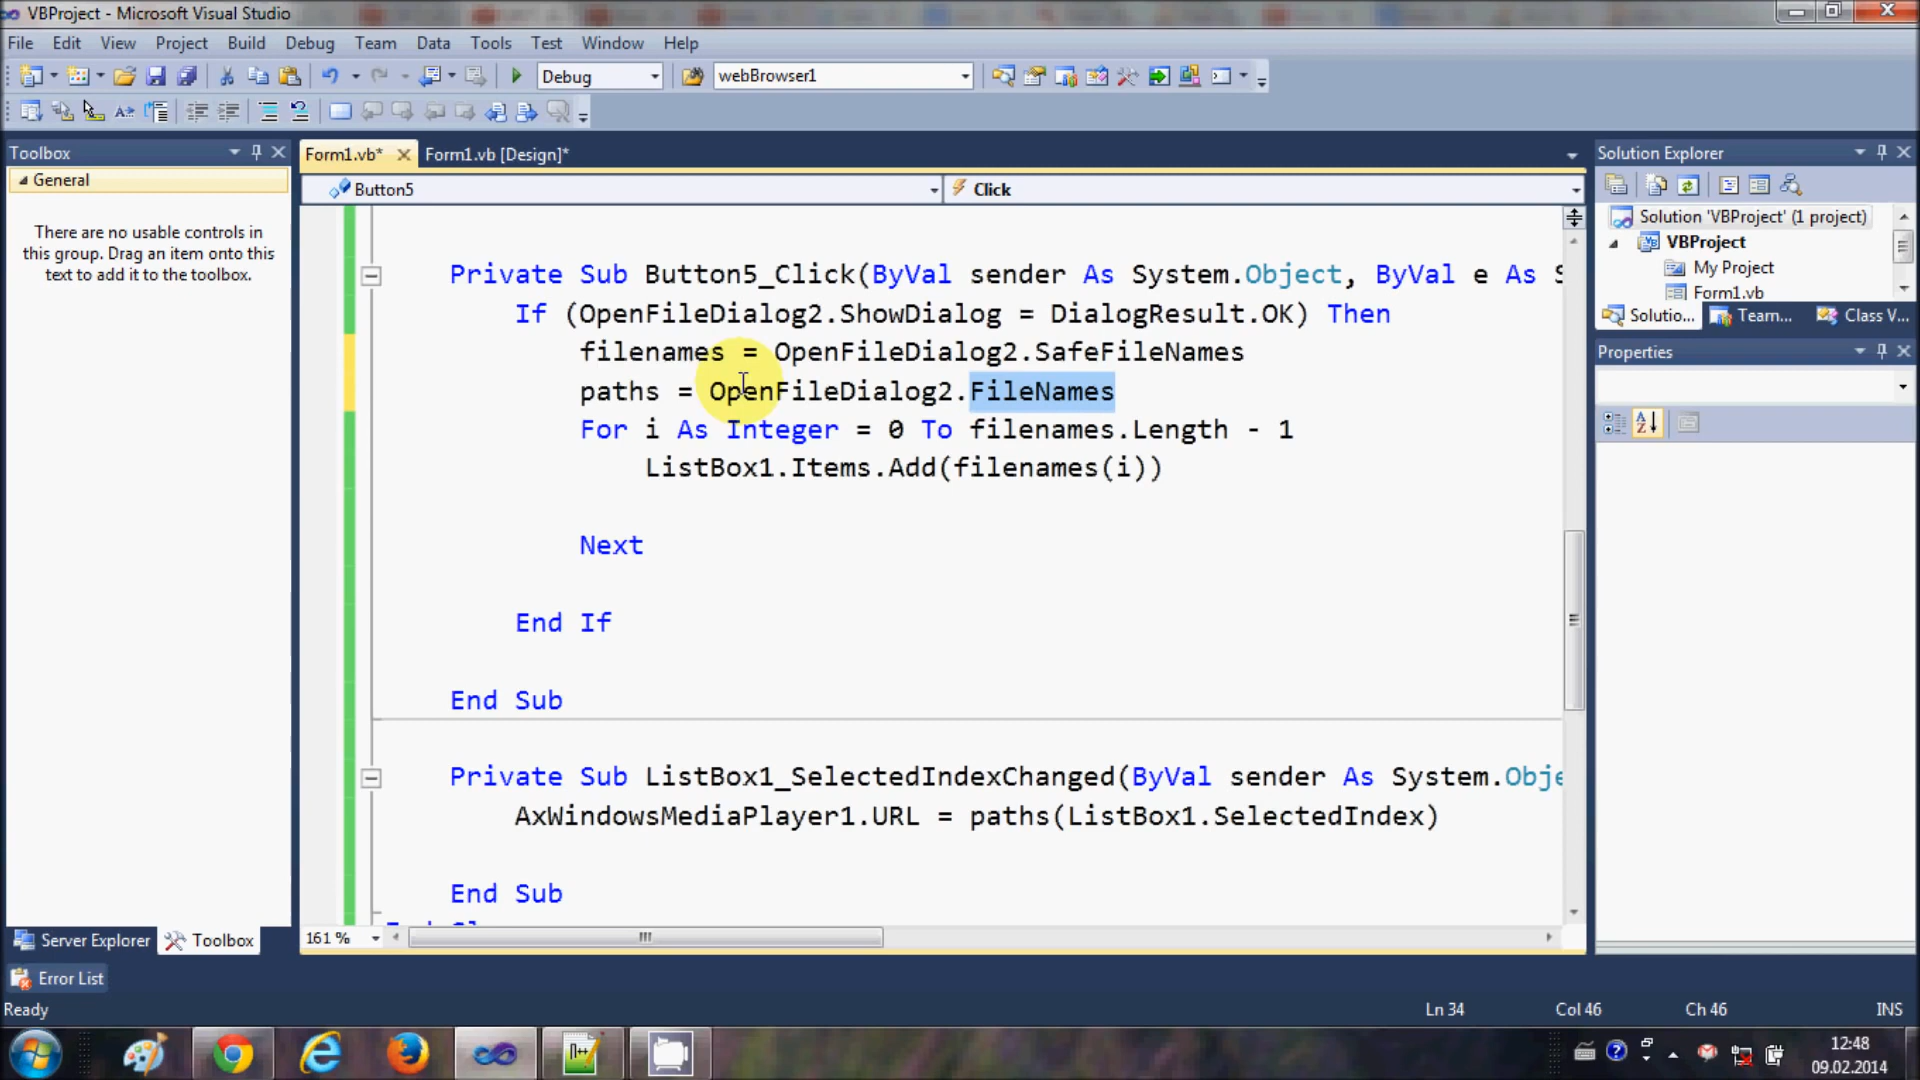 VBProject - Microsoft Visual Studio
File Edit View Project Build Debug Team Data Tools Test Window Help
Debug webBrowser1
Toolbox
General
There are no usable controls in
this group. Drag an item onto this
text to add it to the toolbox.
Server Explorer Toolbox
Form1.vb* Form1.vb [Design]*
Button5 Click
Private Sub Button5_Click(ByVal sender As System.Object, ByVal e As S
If (OpenFileDialog2.ShowDialog = DialogResult.OK) Then
filenames = OpenFileDialog2.SafeFileNames
paths = OpenFileDialog2.FileNames
For i As Integer = 0 To filenames.Length - 1
ListBox1.Items.Add(filenames(i))
Next
End If
End Sub
Private Sub ListBox1_SelectedIndexChanged(ByVal sender As System.Obje
AxWindowsMediaPlayer1.URL = paths(ListBox1.SelectedIndex)
End Sub
161 %
Solution Explorer
Solution 'VBProject' (1 project)
VBProject
My Project
Form1.vb
Solutio... Team... Class V...
Properties
Error List
Ready Ln 34 Col 46 Ch 46 INS
12:48
09.02.2014